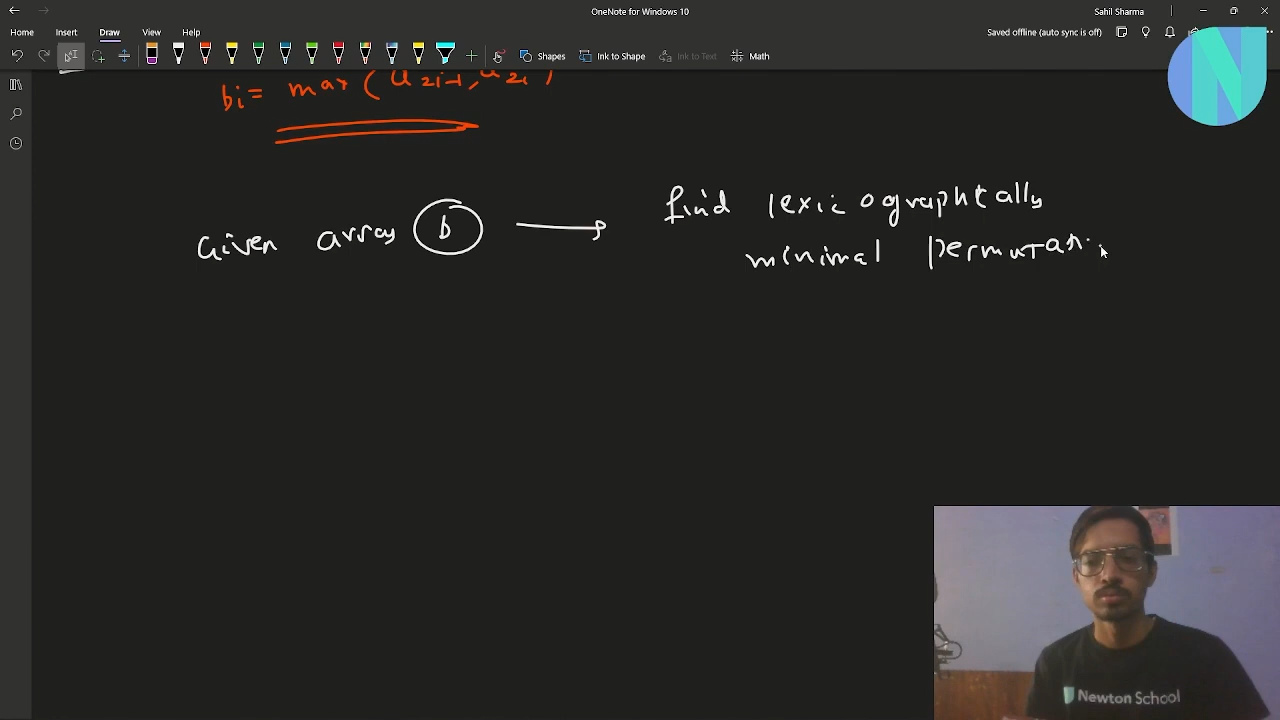 OneNote for Windows 10
Sahil Sharma
Home Insert Draw View Help
Saved offline (auto sync is off)
Shapes Ink to Shape Ink to Text Math
bi = max (a2i-1, a2i)
Given array b → find lexicographically
minimal permutati
Newton School